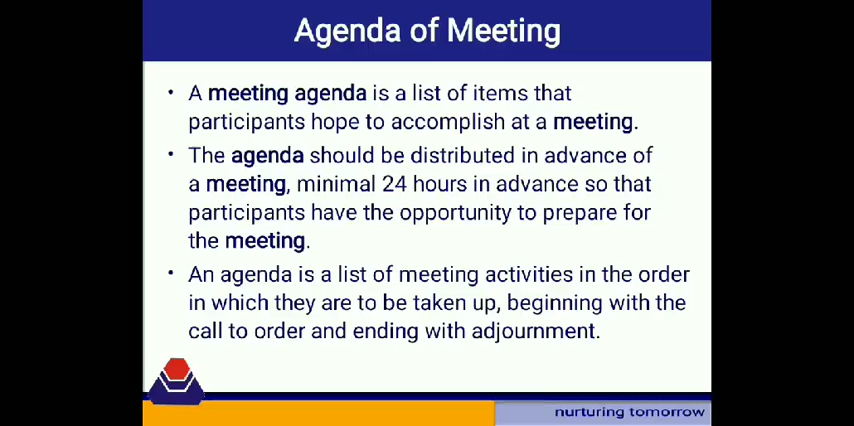 Agenda of Meeting
• A meeting agenda is a list of items that
participants hope to accomplish at a meeting.
• The agenda should be distributed in advance of
a meeting, minimal 24 hours in advance so that
participants have the opportunity to prepare for
the meeting.
• An agenda is a list of meeting activities in the order
in which they are to be taken up, beginning with the
call to order and ending with adjournment.
nurturing tomorrow